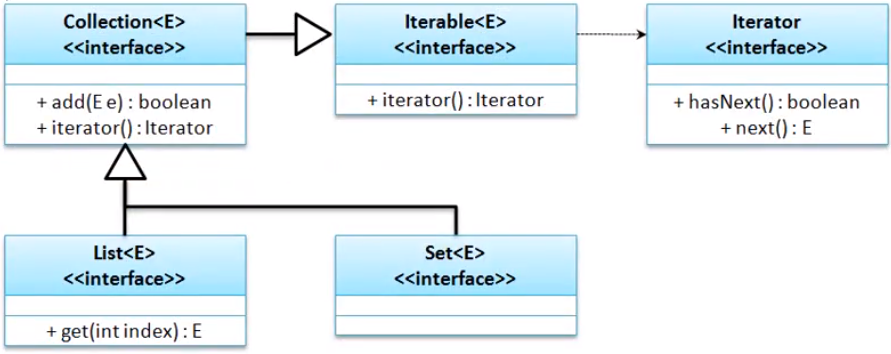 Collection<E>
<<interface>>
+ add(E e) : boolean
+ iterator() : Iterator
Iterable<E>
<<interface>>
+ iterator() : Iterator
Iterator
<<interface>>
+ hasNext() : boolean
+ next() : E
List<E>
<<interface>>
+ get(int index) : E
Set<E>
<<interface>>